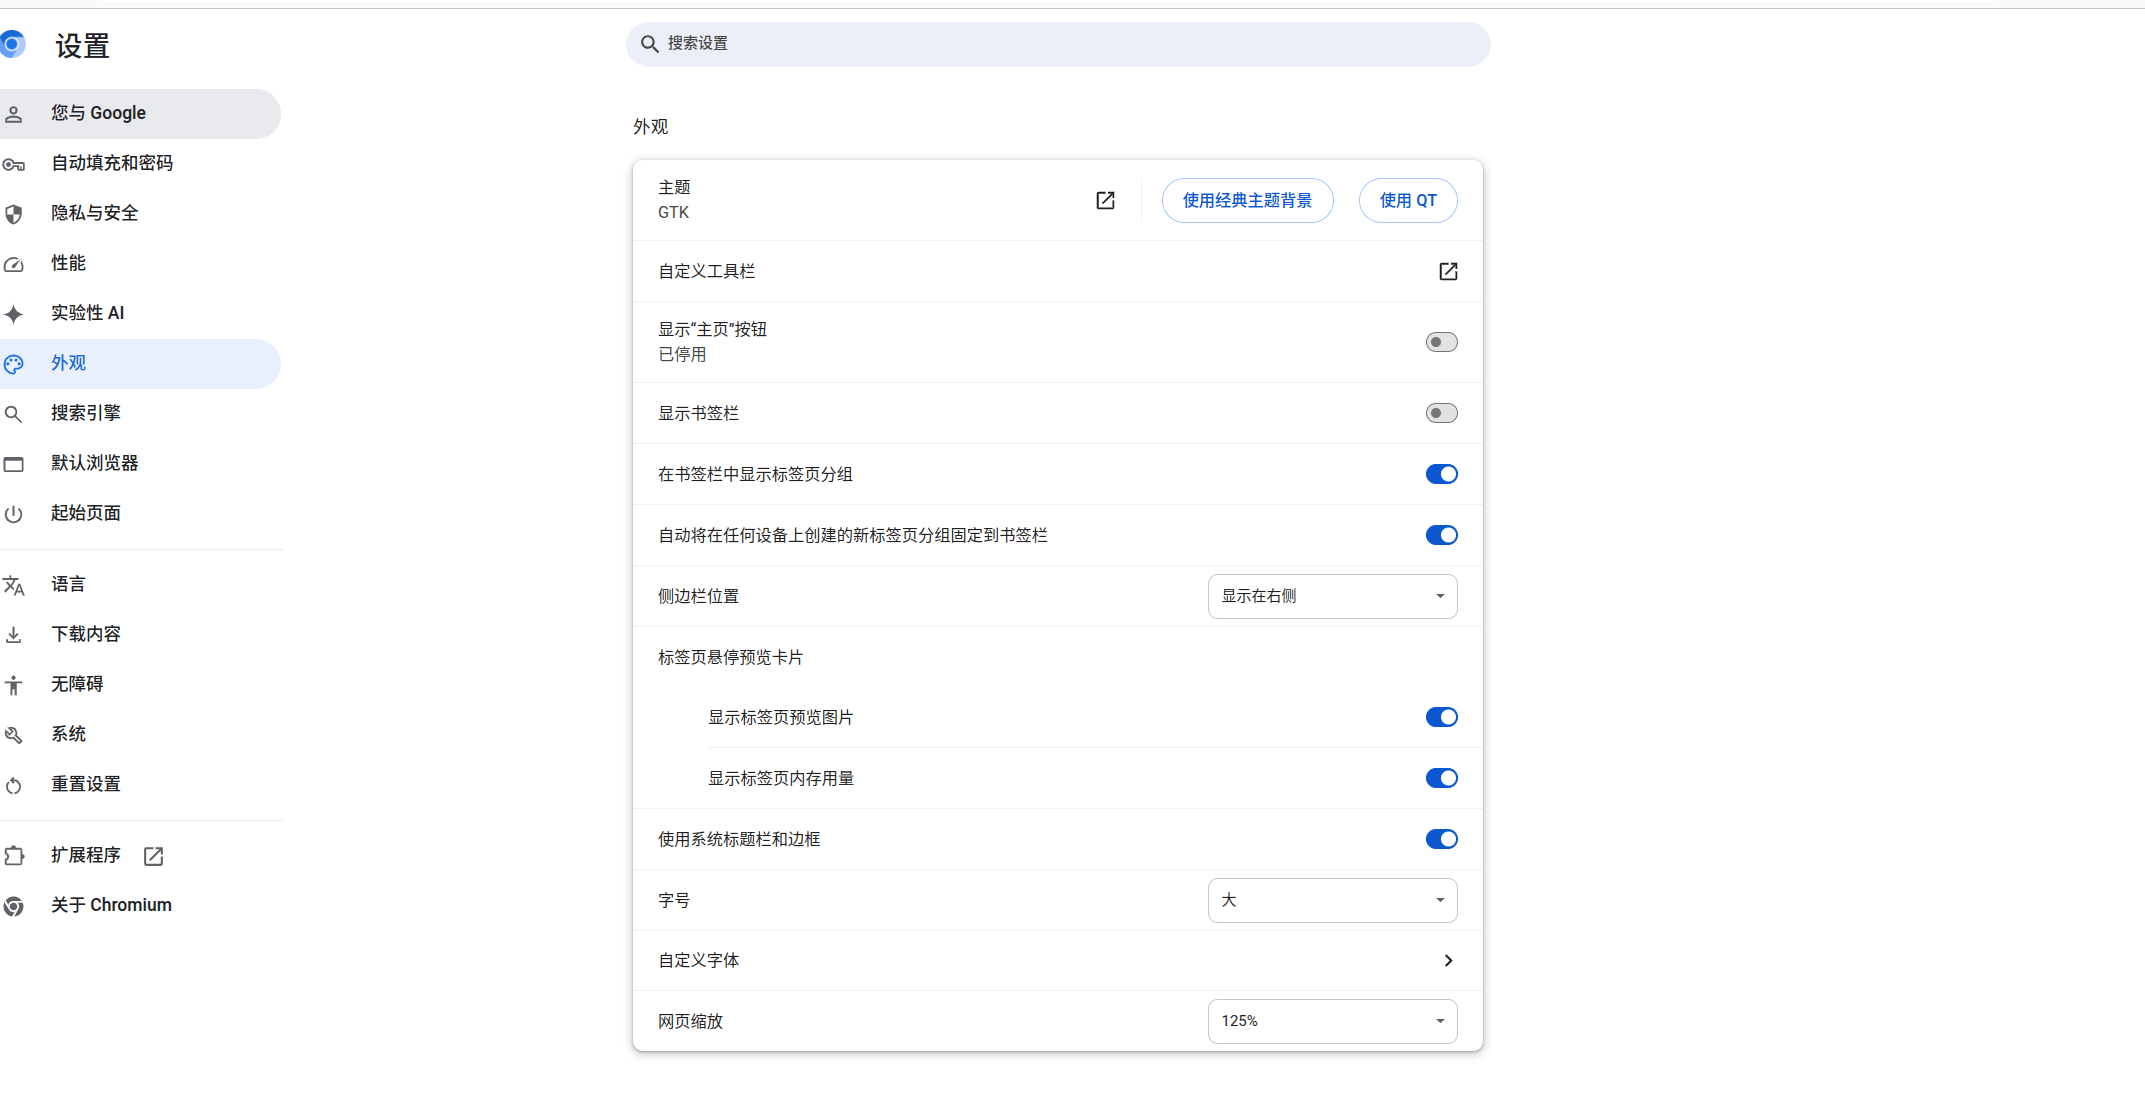 设置
搜索设置
您与 Google
自动填充和密码
隐私与安全
性能
实验性 AI
外观
搜索引擎
默认浏览器
起始页面
语言
下载内容
无障碍
系统
重置设置
扩展程序
关于 Chromium
外观
主题
GTK
使用经典主题背景
使用 QT
自定义工具栏
显示“主页”按钮
已停用
显示书签栏
在书签栏中显示标签页分组
自动将在任何设备上创建的新标签页分组固定到书签栏
侧边栏位置
显示在右侧
标签页悬停预览卡片
显示标签页预览图片
显示标签页内存用量
使用系统标题栏和边框
字号
大
自定义字体
网页缩放
125%